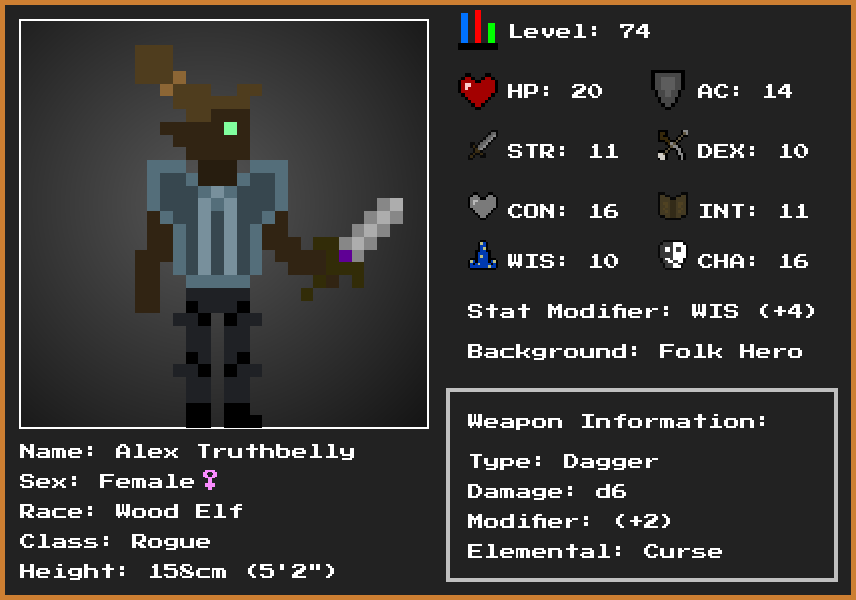 Level: 74
HP: 20 AC: 14
STR: 11 DEX: 10
CON: 16 INT: 11
WIS: 10 CHA: 16
Stat Modifier: WIS (+4)
Background: Folk Hero
Weapon Information:
Type: Dagger
Damage: d6
Modifier: (+2)
Elemental: Curse
Name: Alex Truthbelly
Sex: Female♀
Race: Wood Elf
Class: Rogue
Height: 158cm (5'2")